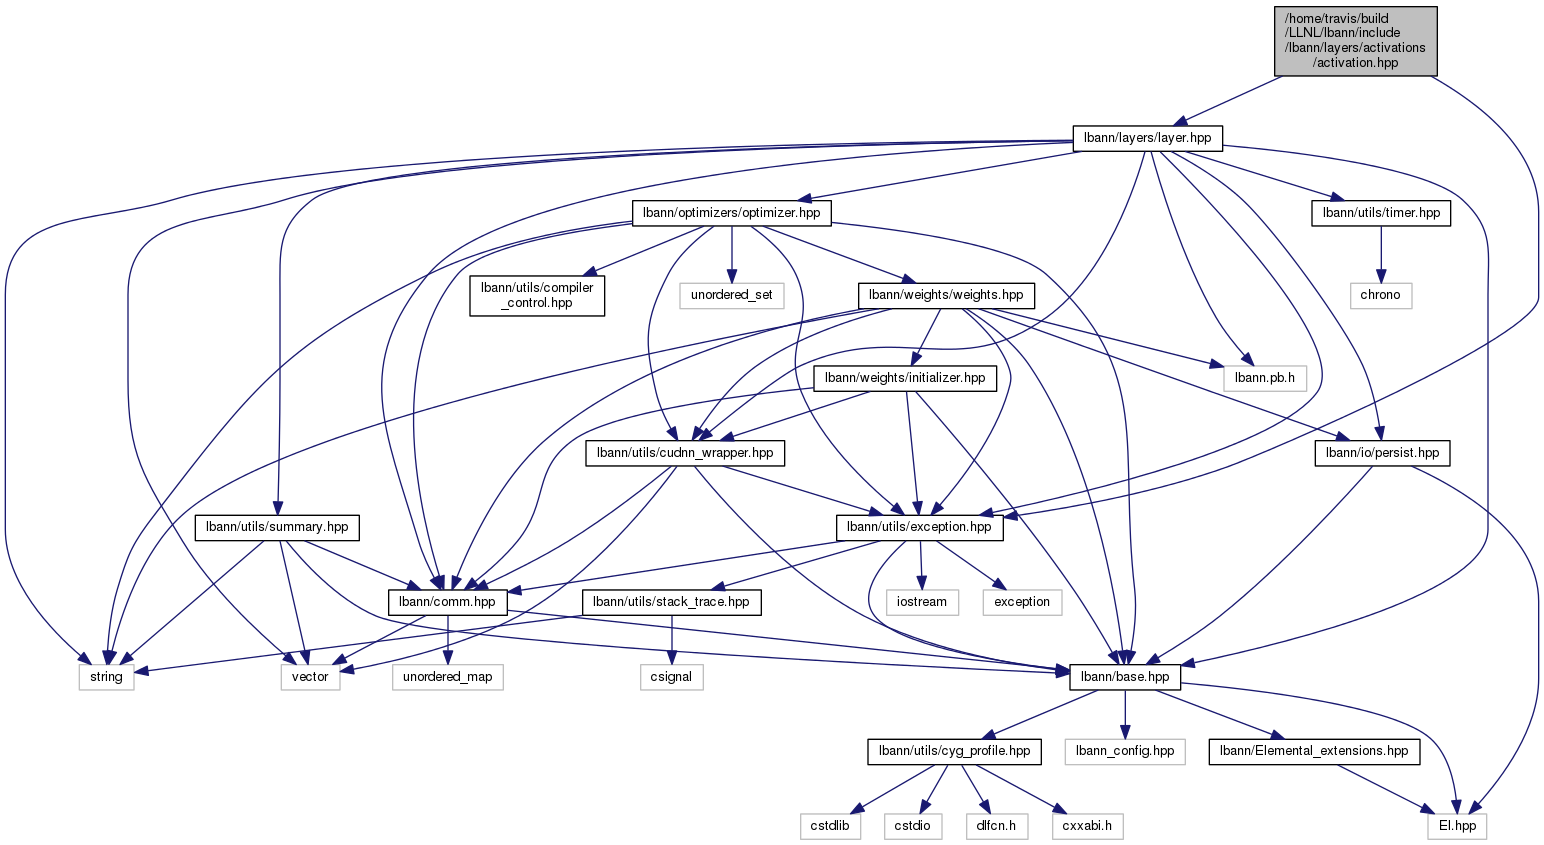 /home/travis/build
/LLNL/lbann/include
/lbann/layers/activations
/activation.hpp
lbann/layers/layer.hpp
lbann/optimizers/optimizer.hpp
lbann/utils/timer.hpp
lbann/utils/compiler
_control.hpp
unordered_set
lbann/weights/weights.hpp
chrono
lbann/weights/initializer.hpp
lbann.pb.h
lbann/utils/cudnn_wrapper.hpp
lbann/io/persist.hpp
lbann/utils/summary.hpp
lbann/utils/exception.hpp
lbann/comm.hpp
lbann/utils/stack_trace.hpp
iostream
exception
string
vector
unordered_map
csignal
lbann/base.hpp
lbann/utils/cyg_profile.hpp
lbann_config.hpp
lbann/Elemental_extensions.hpp
cstdlib
cstdio
dlfcn.h
cxxabi.h
El.hpp